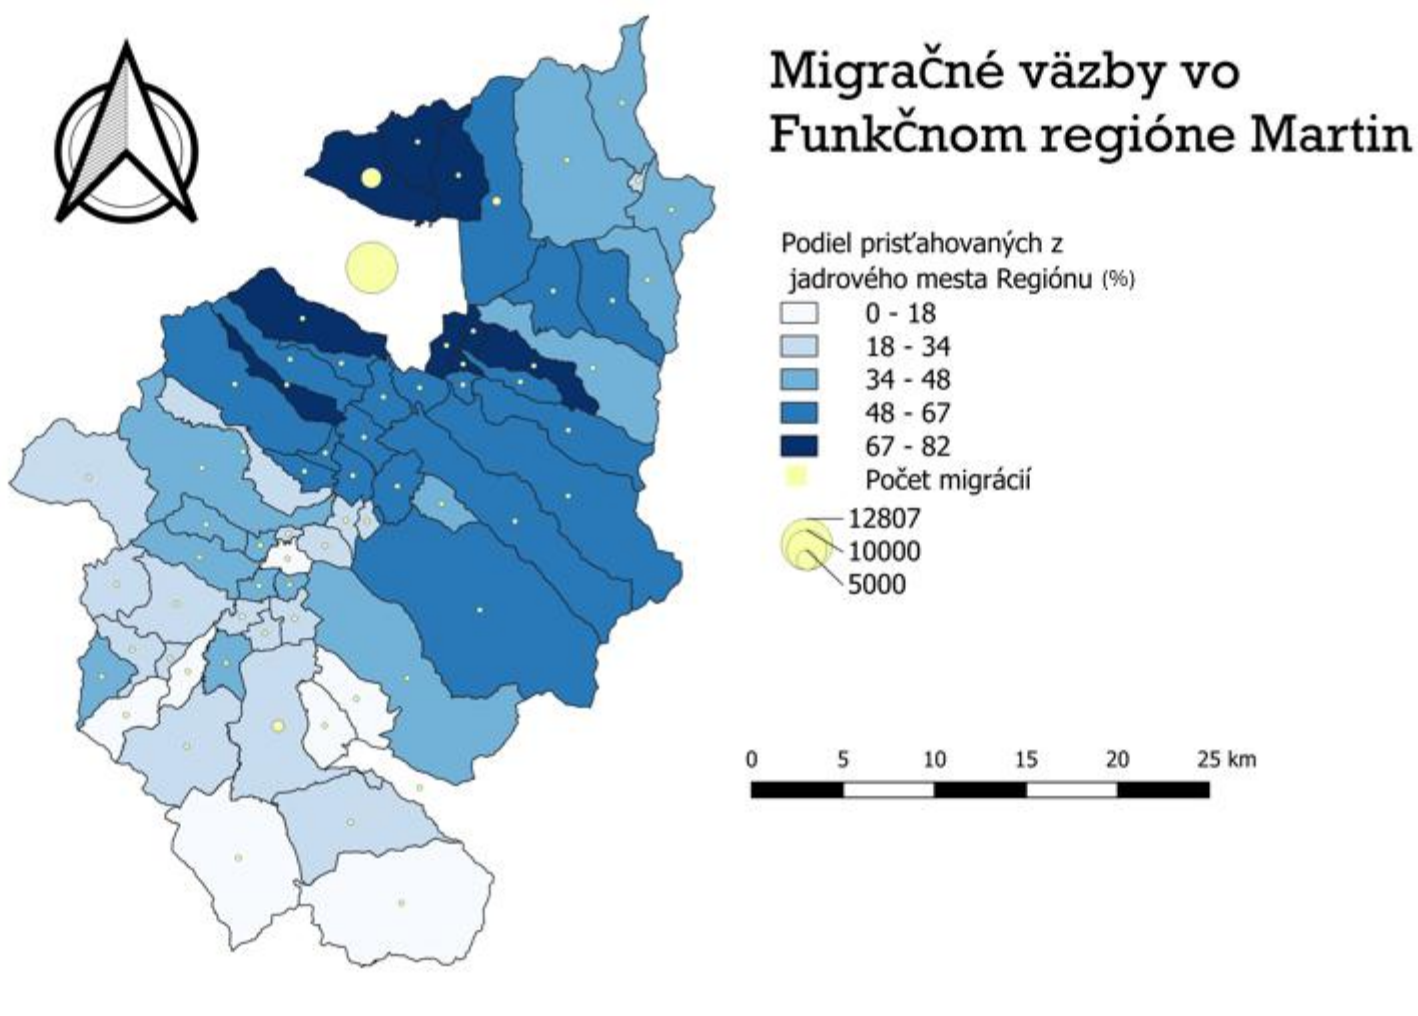 Migračné väzby vo
Funkčnom regióne Martin
Podiel prisťahovaných z
jadrového mesta Regiónu (%)
0 - 18
18 - 34
34 - 48
48 - 67
67 - 82
Počet migrácií
12807
10000
5000
0 5 10 15 20 25 km